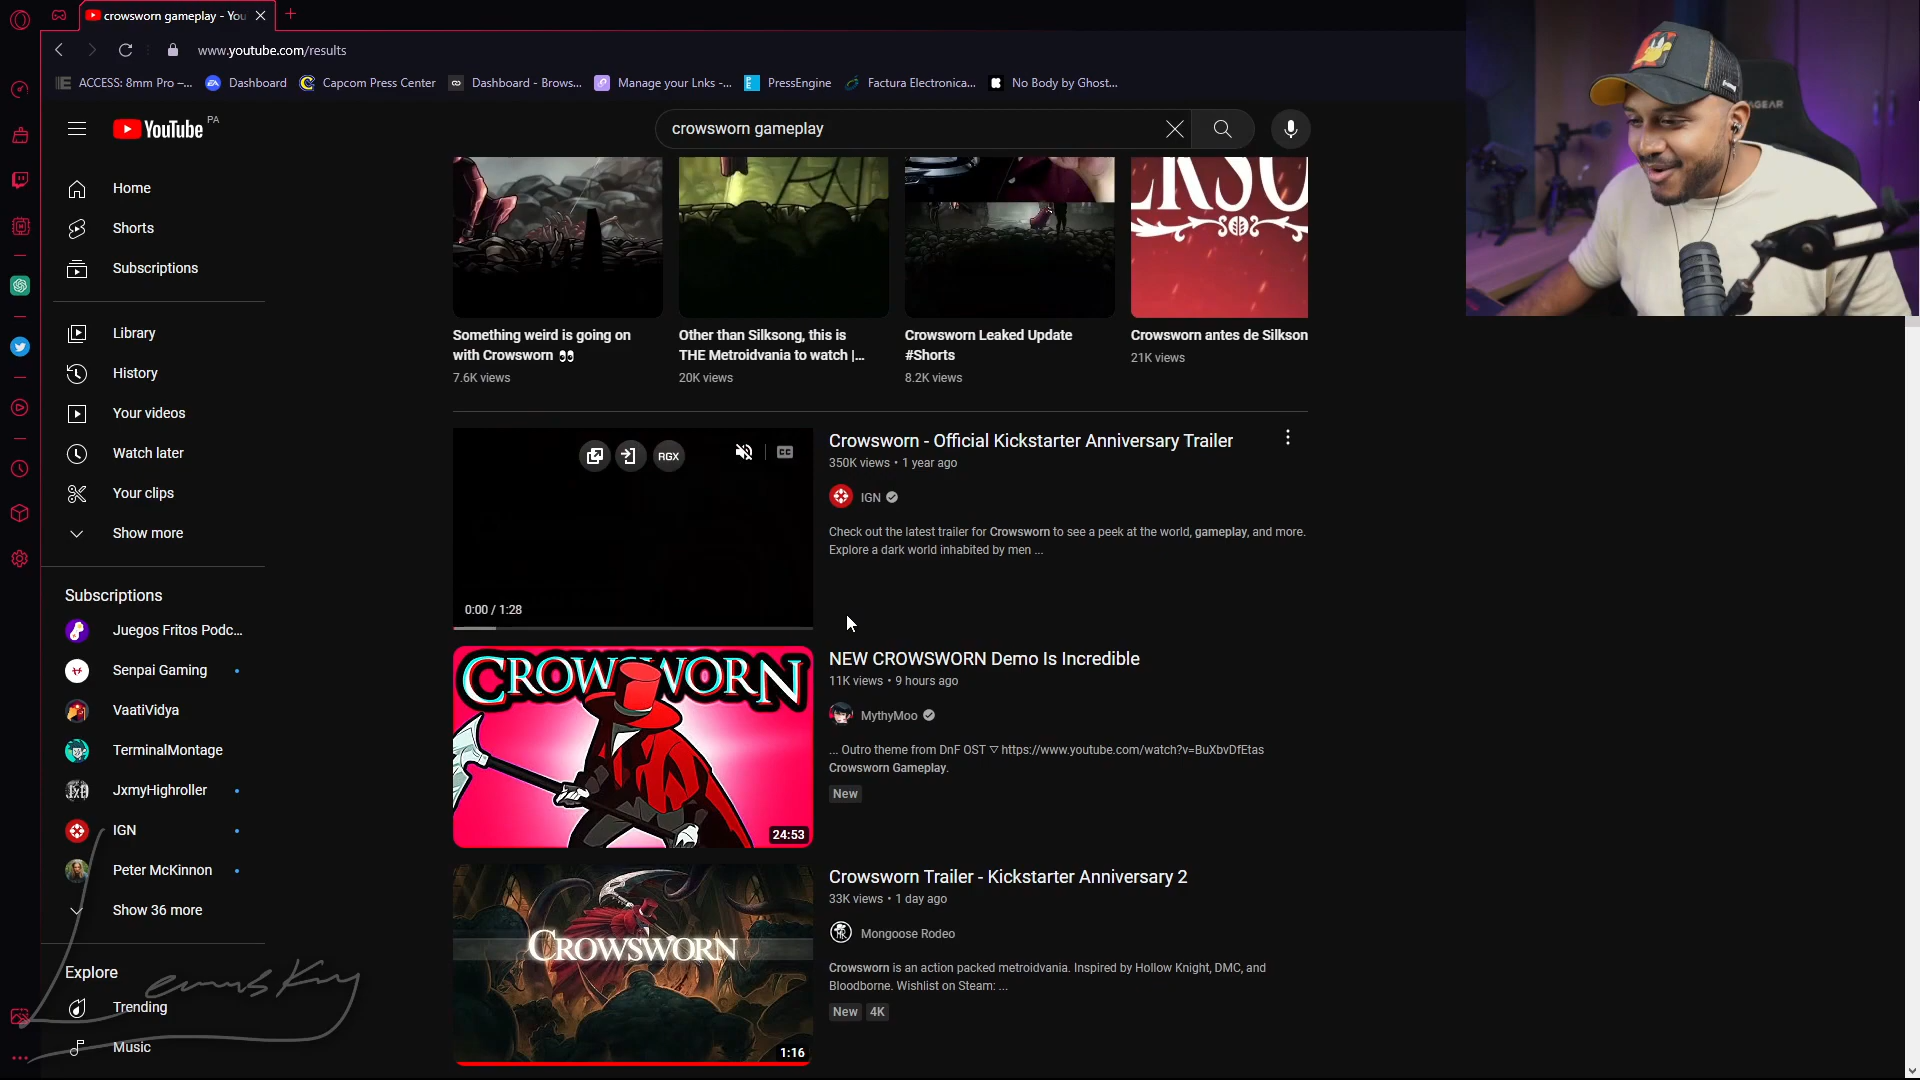 crowsworn gameplay - You
www.youtube.com/results
ACCESS: 8mm Pro –...
Dashboard
Capcom Press Center
Dashboard - Brows...
Manage your Lnks -...
PressEngine
Factura Electronica...
No Body by Ghost...
YouTube PA
crowsworn gameplay
Home
Shorts
Subscriptions
Library
History
Your videos
Watch later
Your clips
Show more
Subscriptions
Juegos Fritos Podc...
Senpai Gaming
VaatiVidya
TerminalMontage
JxmyHighroller
IGN
Peter McKinnon
Show 36 more
Explore
Trending
Music
Something weird is going on
with Crowsworn 👀
7.6K views
Other than Silksong, this is
THE Metroidvania to watch |...
20K views
Crowsworn Leaked Update
#Shorts
8.2K views
Crowsworn antes de Silkson
21K views
RGX
CC
0:00 / 1:28
Crowsworn - Official Kickstarter Anniversary Trailer
350K views • 1 year ago
IGN
Check out the latest trailer for Crowsworn to see a peek at the world, gameplay, and more.
Explore a dark world inhabited by men ...
CROWSWORN
24:53
NEW CROWSWORN Demo Is Incredible
11K views • 9 hours ago
MythyMoo
... Outro theme from DnF OST ▽ https://www.youtube.com/watch?v=BuXbvDfEtas
Crowsworn Gameplay.
New
CROWSWORN
1:16
Crowsworn Trailer - Kickstarter Anniversary 2
33K views • 1 day ago
Mongoose Rodeo
Crowsworn is an action packed metroidvania. Inspired by Hollow Knight, DMC, and
Bloodborne. Wishlist on Steam: ...
New
4K